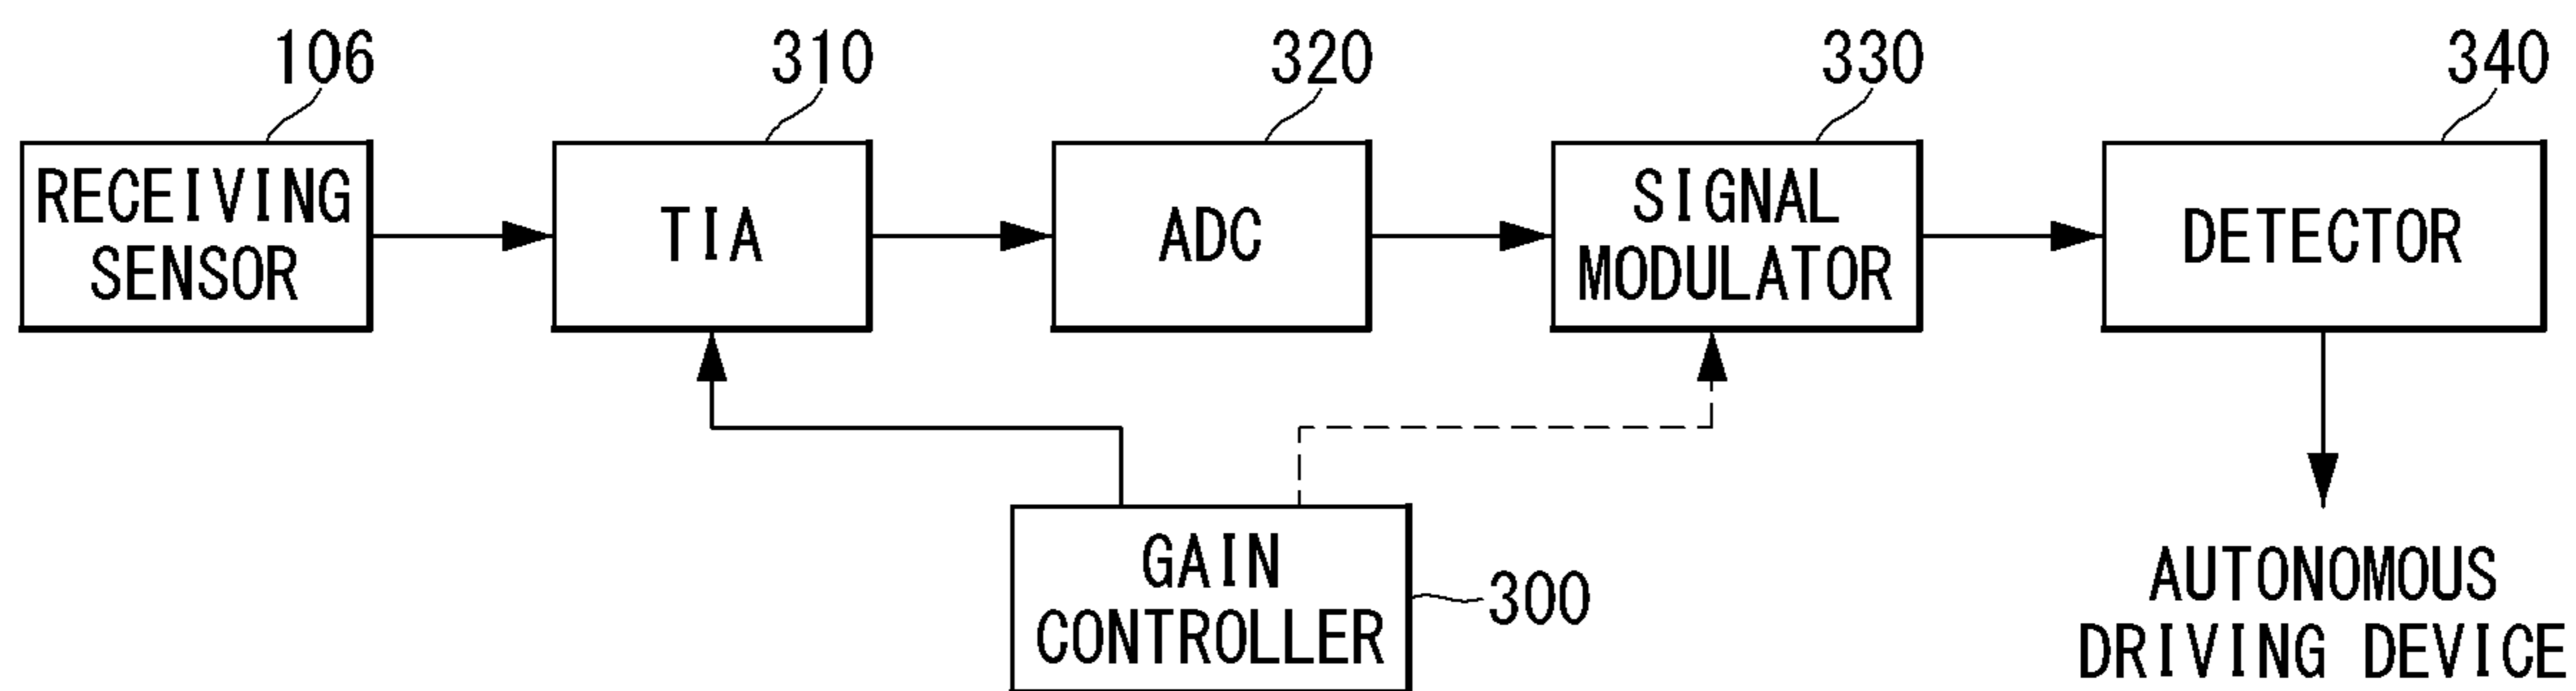 106
310
320
330
340
RECEIVING
SENSOR
TIA
ADC
SIGNAL
MODULATOR
DETECTOR
GAIN
CONTROLLER
300
AUTONOMOUS
DRIVING DEVICE